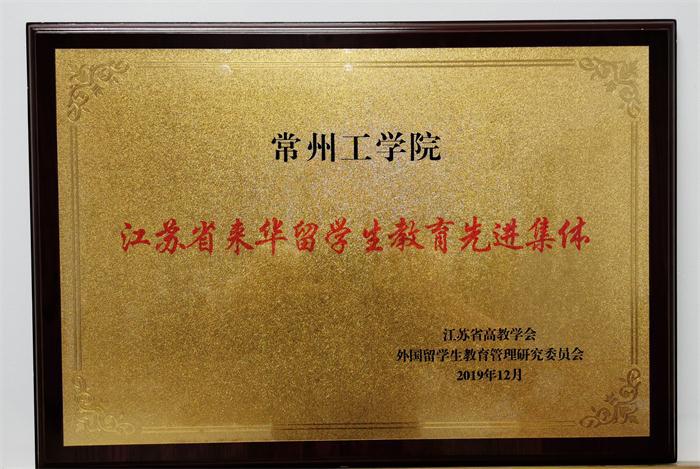 常州工学院
江苏省来华留学生教育先进集体
江苏省高教学会
外国留学生教育管理研究委员会
2019年12月